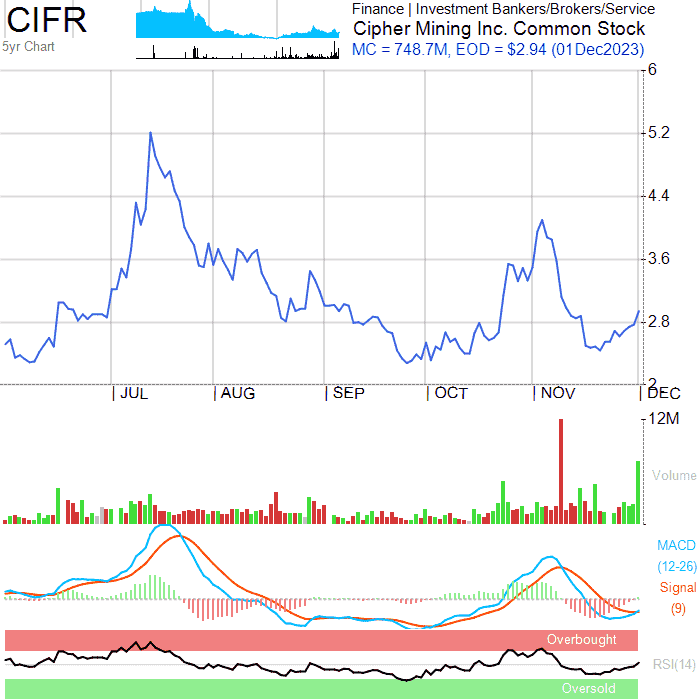 CIFR
5yr Chart
Finance | Investment Bankers/Brokers/Service
Cipher Mining Inc. Common Stock
MC = 748.7M, EOD = $2.94 (01Dec2023)
6
5.2
4.4
3.6
2.8
2
| JUL | AUG | SEP | OCT | NOV | DEC
12M
Volume
MACD
(12-26)
Signal
(9)
Overbought
RSI(14)
Oversold